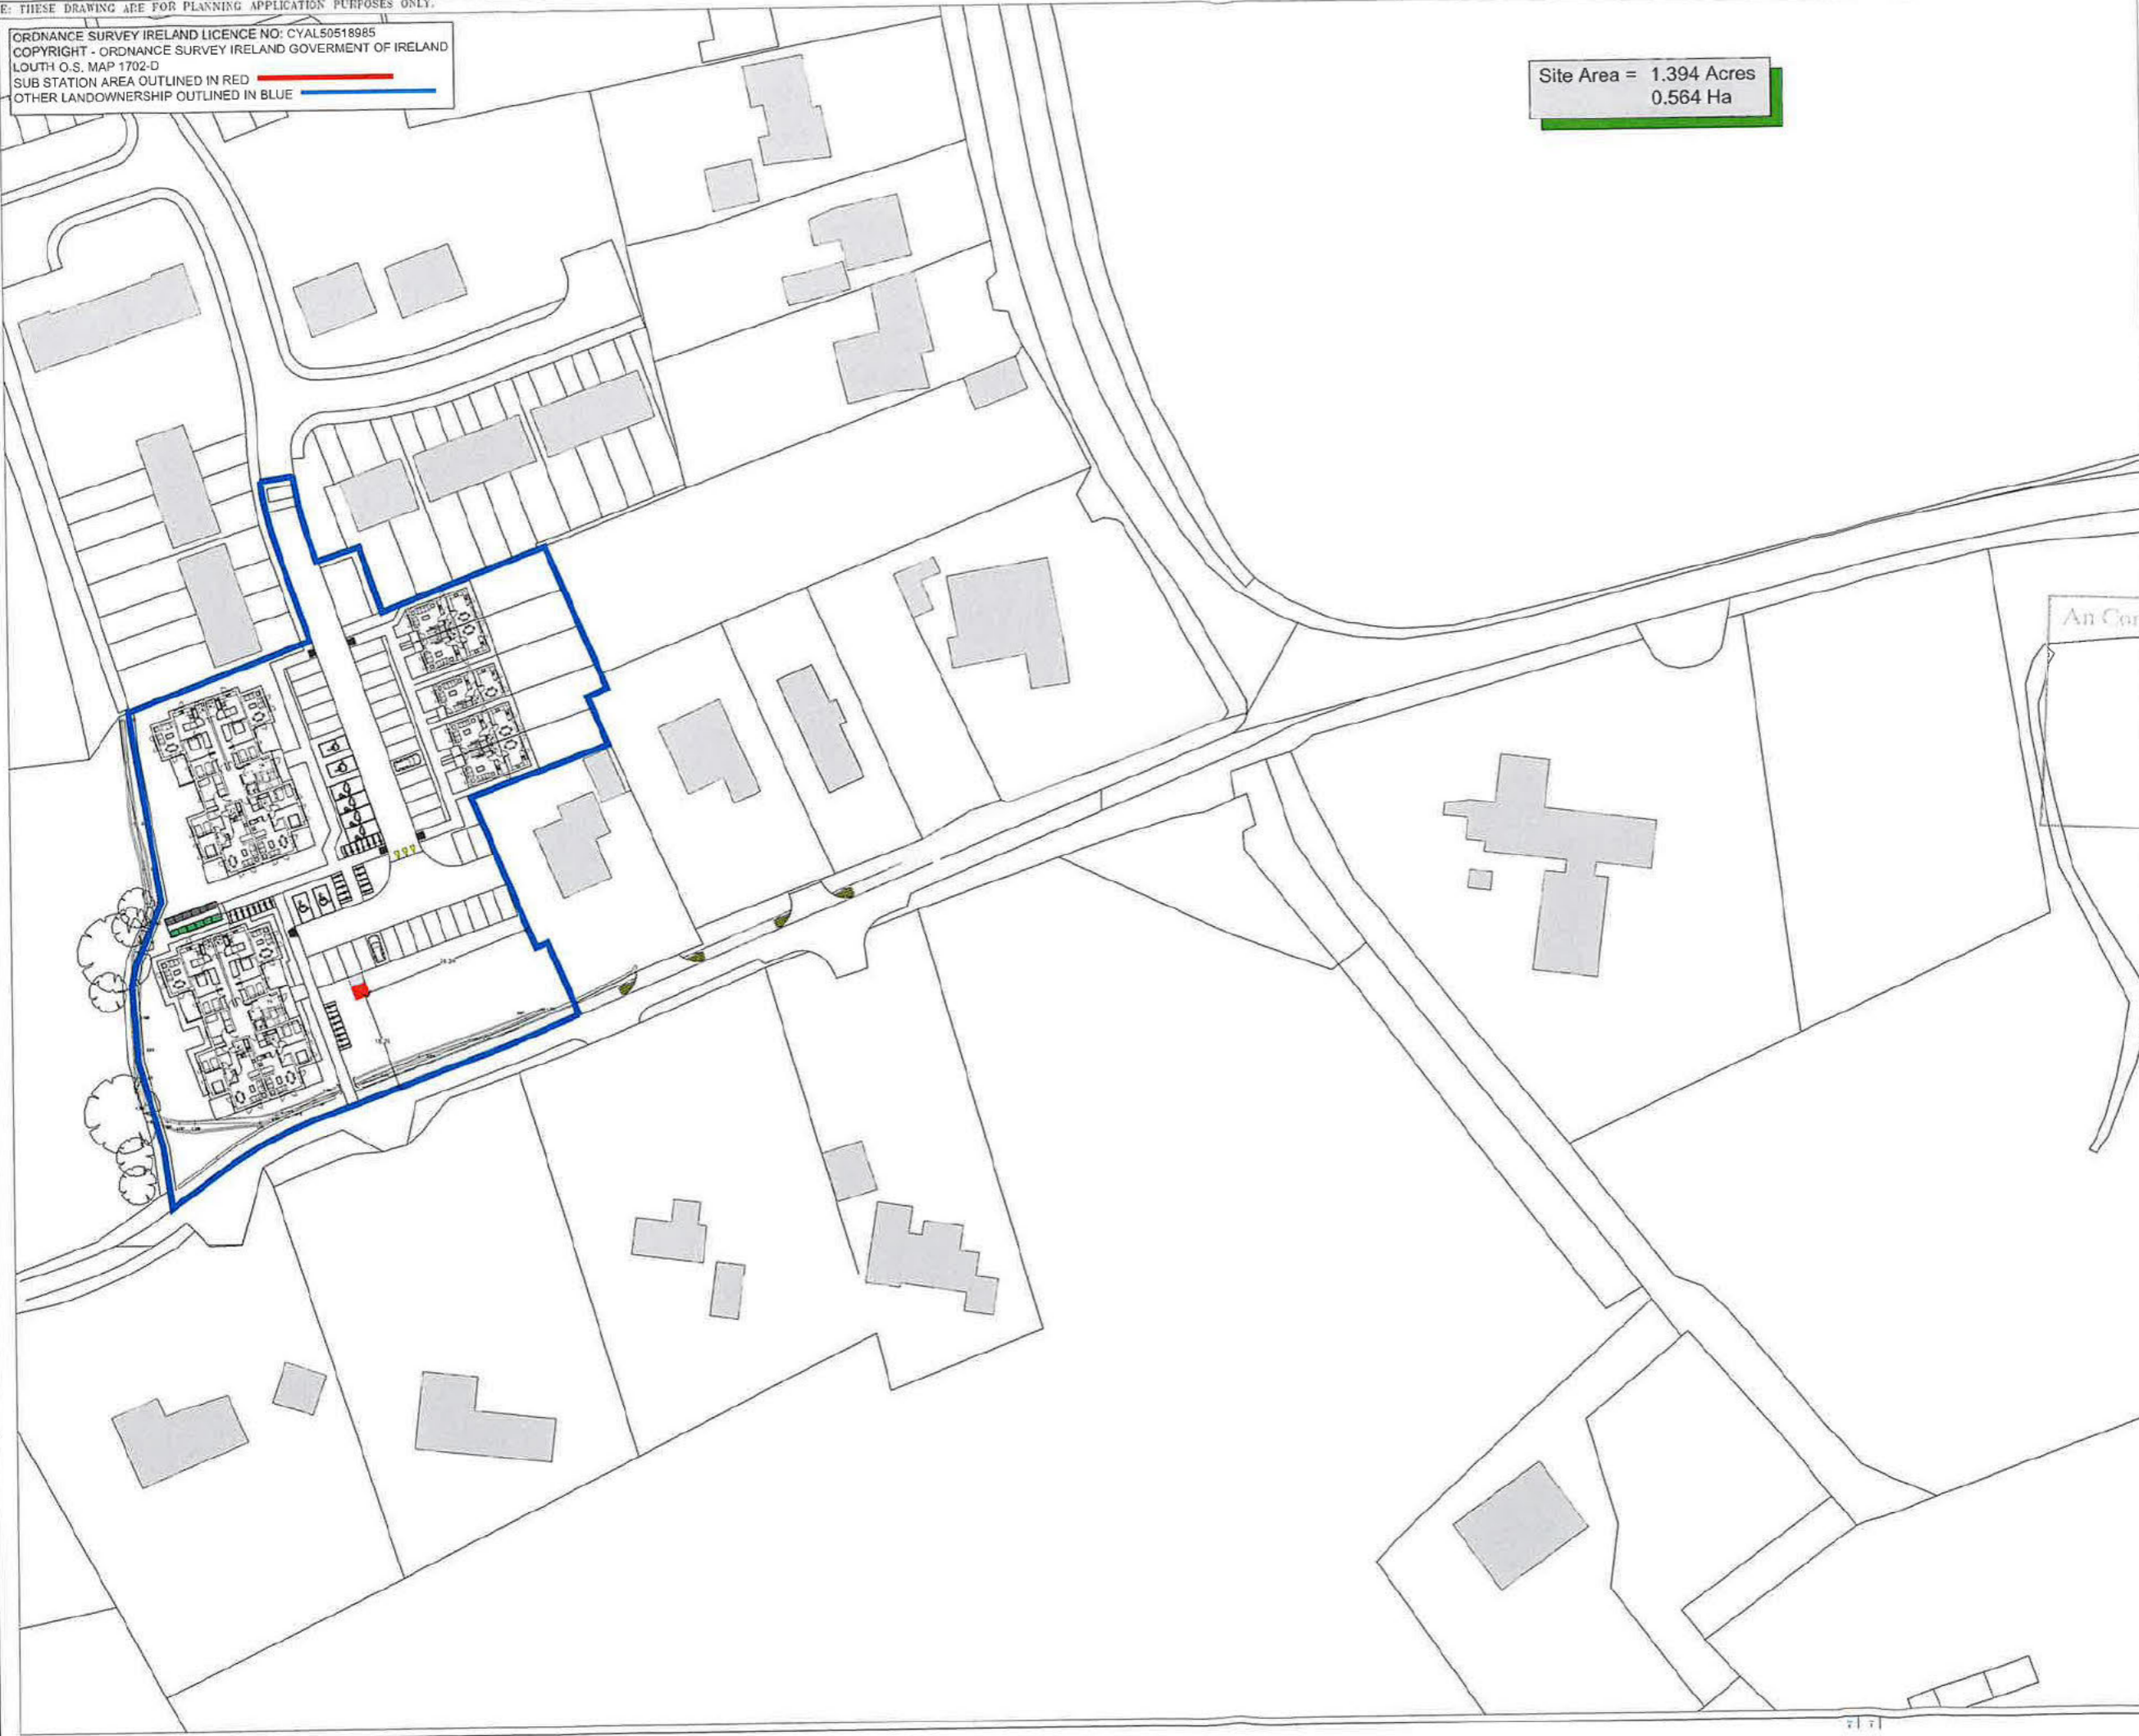 E: THESE DRAWING ARE FOR PLANNING APPLICATION PURPOSES ONLY.
ORDNANCE SURVEY IRELAND LICENCE NO: CYAL50518985
COPYRIGHT - ORDNANCE SURVEY IRELAND GOVERMENT OF IRELAND
LOUTH O.S. MAP 1702-D
SUB STATION AREA OUTLINED IN RED
OTHER LANDOWNERSHIP OUTLINED IN BLUE
Site Area = 1.394 Acres
0.564 Ha
An Cor